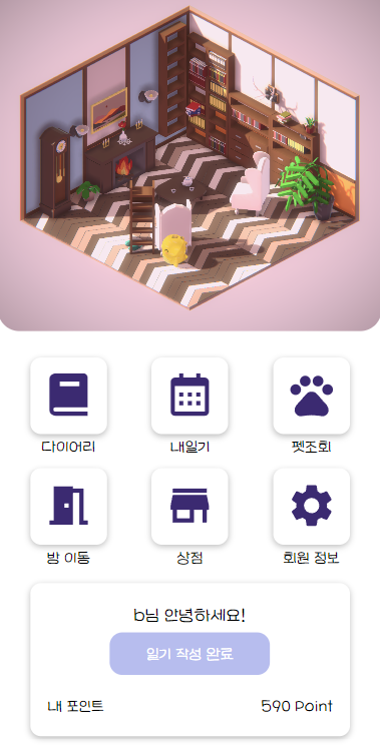 다이어리 내일기 펫조회
방 이동 상점 회원 정보
b님 안녕하세요!
일기 작성 완료
내 포인트 590 Point